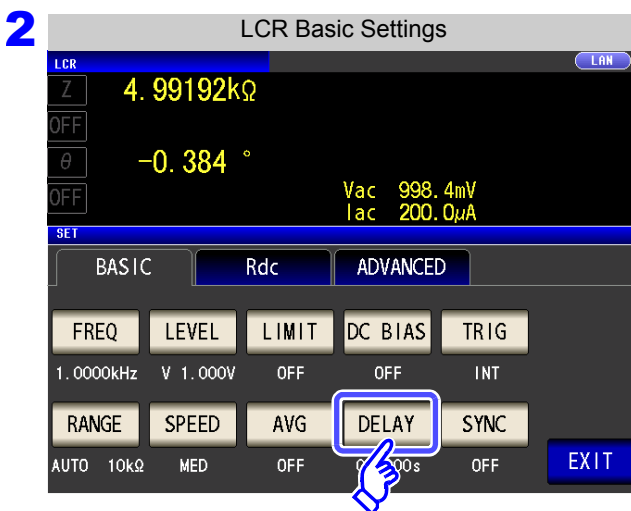 2
LCR Basic Settings
LCR
LAN
Z 4.99192kΩ
OFF
θ -0.384 °
OFF
Vac 998.4mV
Iac 200.0μA
SET
BASIC Rdc ADVANCED
FREQ LEVEL LIMIT DC BIAS TRIG
1.0000kHz V 1.000V OFF OFF INT
RANGE SPEED AVG DELAY SYNC
AUTO 10kΩ MED OFF OFF
EXIT